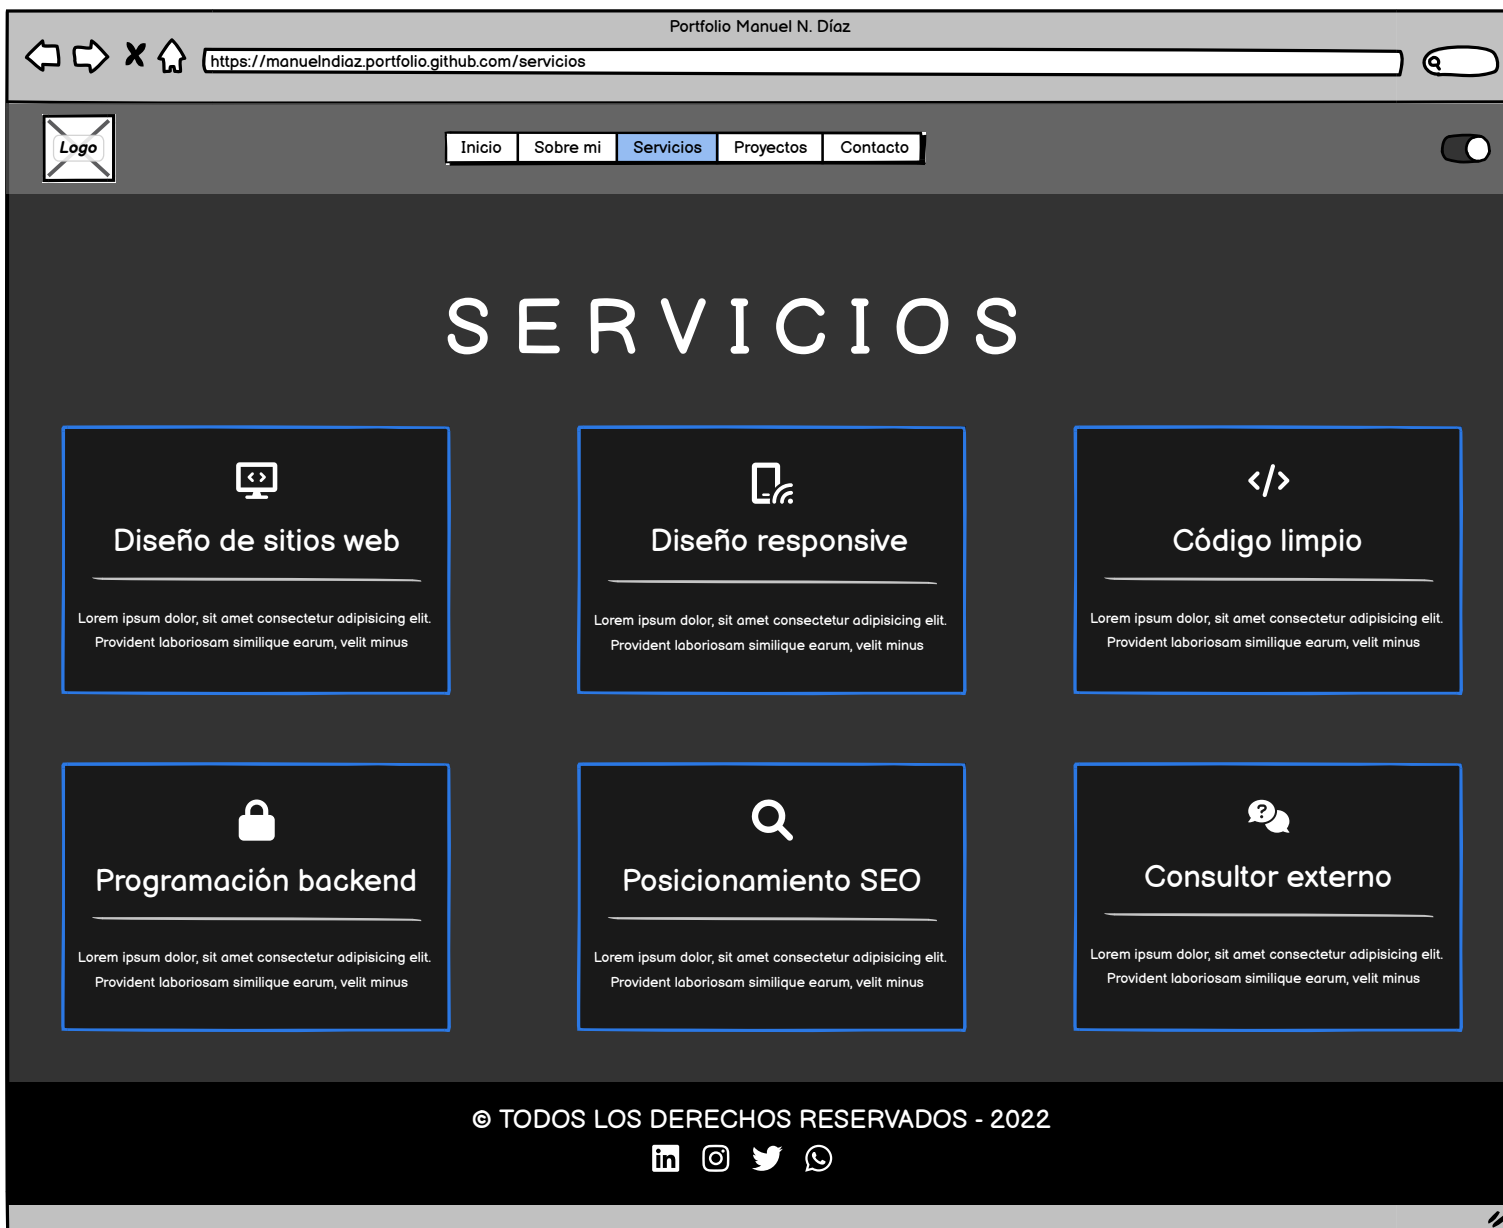 Portfolio Manuel N. Díaz
https://manuelndiaz.portfolio.github.com/servicios
Logo
Inicio
Sobre mi
Servicios
Proyectos
Contacto
SERVICIOS
Diseño de sitios web
Lorem ipsum dolor, sit amet consectetur adipisicing elit.
Provident laboriosam similique earum, velit minus
Diseño responsive
Lorem ipsum dolor, sit amet consectetur adipisicing elit.
Provident laboriosam similique earum, velit minus
Código limpio
Lorem ipsum dolor, sit amet consectetur adipisicing elit.
Provident laboriosam similique earum, velit minus
Programación backend
Lorem ipsum dolor, sit amet consectetur adipisicing elit.
Provident laboriosam similique earum, velit minus
Posicionamiento SEO
Lorem ipsum dolor, sit amet consectetur adipisicing elit.
Provident laboriosam similique earum, velit minus
Consultor externo
Lorem ipsum dolor, sit amet consectetur adipisicing elit.
Provident laboriosam similique earum, velit minus
© TODOS LOS DERECHOS RESERVADOS - 2022